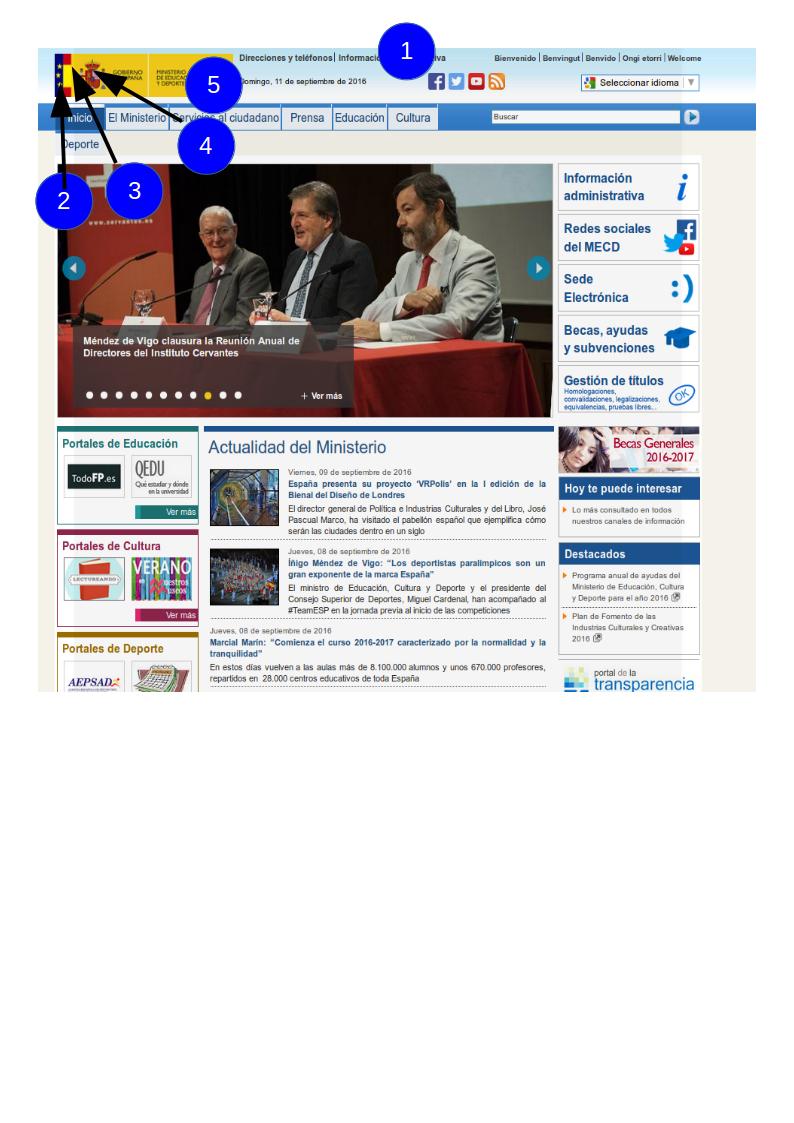 1
Direcciones y teléfonos
Bienvenido | Benvingut | Benvido | Ongi etorri | Welcome
5
GOBIERNO
MINISTERIO
DE EDUCAC
Y DEPORTE
Domingo, 11 de septiembre de 2016
Seleccionar idioma
Inicio
El Ministerio
Servicios al ciudadano
Prensa
Educación
Cultura
Buscar
Deporte
4
3
2
www.cervantes.es
Méndez de Vigo clausura la Reunión Anual de
Directores del Instituto Cervantes
+ Ver más
Información
administrativa
i
Redes sociales
del MECD
Sede
Electrónica
:)
Becas, ayudas
y subvenciones
Gestión de títulos
Homologaciones,
convalidaciones, legalizaciones,
equivalencias, pruebas libres...
OK
Portales de Educación
TodoFP.es
QEDU
Qué estudiar y dónde
en la universidad
Ver más
Portales de Cultura
LECTUREANDO
VERANO
Ver más
Portales de Deporte
AEPSAD
Actualidad del Ministerio
Viernes, 09 de septiembre de 2016
España presenta su proyecto ‘VRPolis’ en la I edición de la
Bienal del Diseño de Londres
El director general de Política e Industrias Culturales y del Libro, José
Pascual Marco, ha visitado el pabellón español que ejemplifica cómo
serán las ciudades dentro en un siglo
Jueves, 08 de septiembre de 2016
Íñigo Méndez de Vigo: “Los deportistas paralímpicos son un
gran exponente de la marca España”
El ministro de Educación, Cultura y Deporte y el presidente del
Consejo Superior de Deportes, Miguel Cardenal, han acompañado al
#TeamESP en la jornada previa al inicio de las competiciones
Jueves, 08 de septiembre de 2016
Marcial Marín: “Comienza el curso 2016-2017 caracterizado por la normalidad y la
tranquilidad”
En estos días vuelven a las aulas más de 8.100.000 alumnos y unos 670.000 profesores,
repartidos en 28.000 centros educativos de toda España
Becas Generales
2016-2017
Hoy te puede interesar
Lo más consultado en todos
nuestros canales de información
Destacados
Programa anual de ayudas del
Ministerio de Educación, Cultura
y Deporte para el año 2016
Plan de Fomento de las
Industrias Culturales y Creativas
2016
portal de la
transparencia